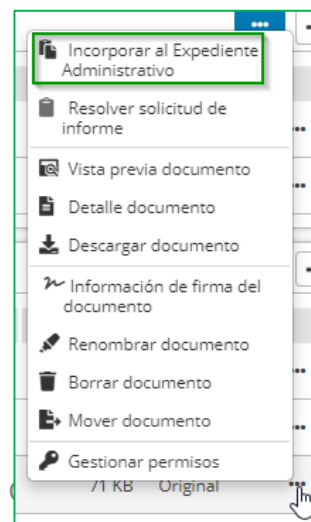 Incorporar al Expediente
Administrativo
Resolver solicitud de
informe
Vista previa documento
Detalle documento
Descargar documento
Información de firma del
documento
Renombrar documento
Borrar documento
Mover documento
Gestionar permisos
71 KB Original